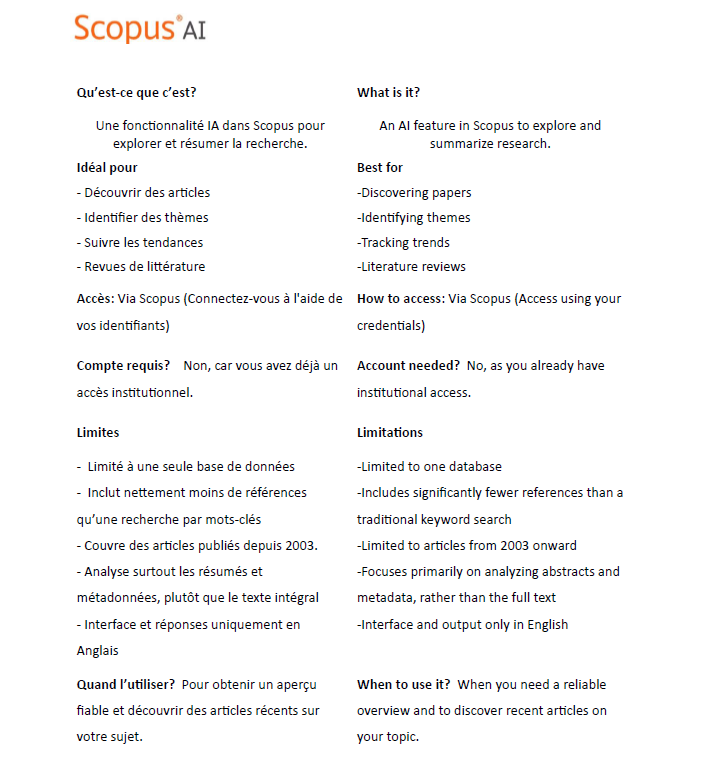 Scopus® AI
Qu’est-ce que c’est?
Une fonctionnalité IA dans Scopus pour
explorer et résumer la recherche.
Idéal pour
- Découvrir des articles
- Identifier des thèmes
- Suivre les tendances
- Revues de littérature
Accès: Via Scopus (Connectez-vous à l'aide de
vos identifiants)
Compte requis? Non, car vous avez déjà un
accès institutionnel.
Limites
- Limité à une seule base de données
- Inclut nettement moins de références
qu’une recherche par mots-clés
- Couvre des articles publiés depuis 2003.
- Analyse surtout les résumés et
métadonnées, plutôt que le texte intégral
- Interface et réponses uniquement en
Anglais
Quand l’utiliser? Pour obtenir un aperçu
fiable et découvrir des articles récents sur
votre sujet.
What is it?
An AI feature in Scopus to explore and
summarize research.
Best for
-Discovering papers
-Identifying themes
-Tracking trends
-Literature reviews
How to access: Via Scopus (Access using your
credentials)
Account needed? No, as you already have
institutional access.
Limitations
-Limited to one database
-Includes significantly fewer references than a
traditional keyword search
-Limited to articles from 2003 onward
-Focuses primarily on analyzing abstracts and
metadata, rather than the full text
-Interface and output only in English
When to use it? When you need a reliable
overview and to discover recent articles on
your topic.